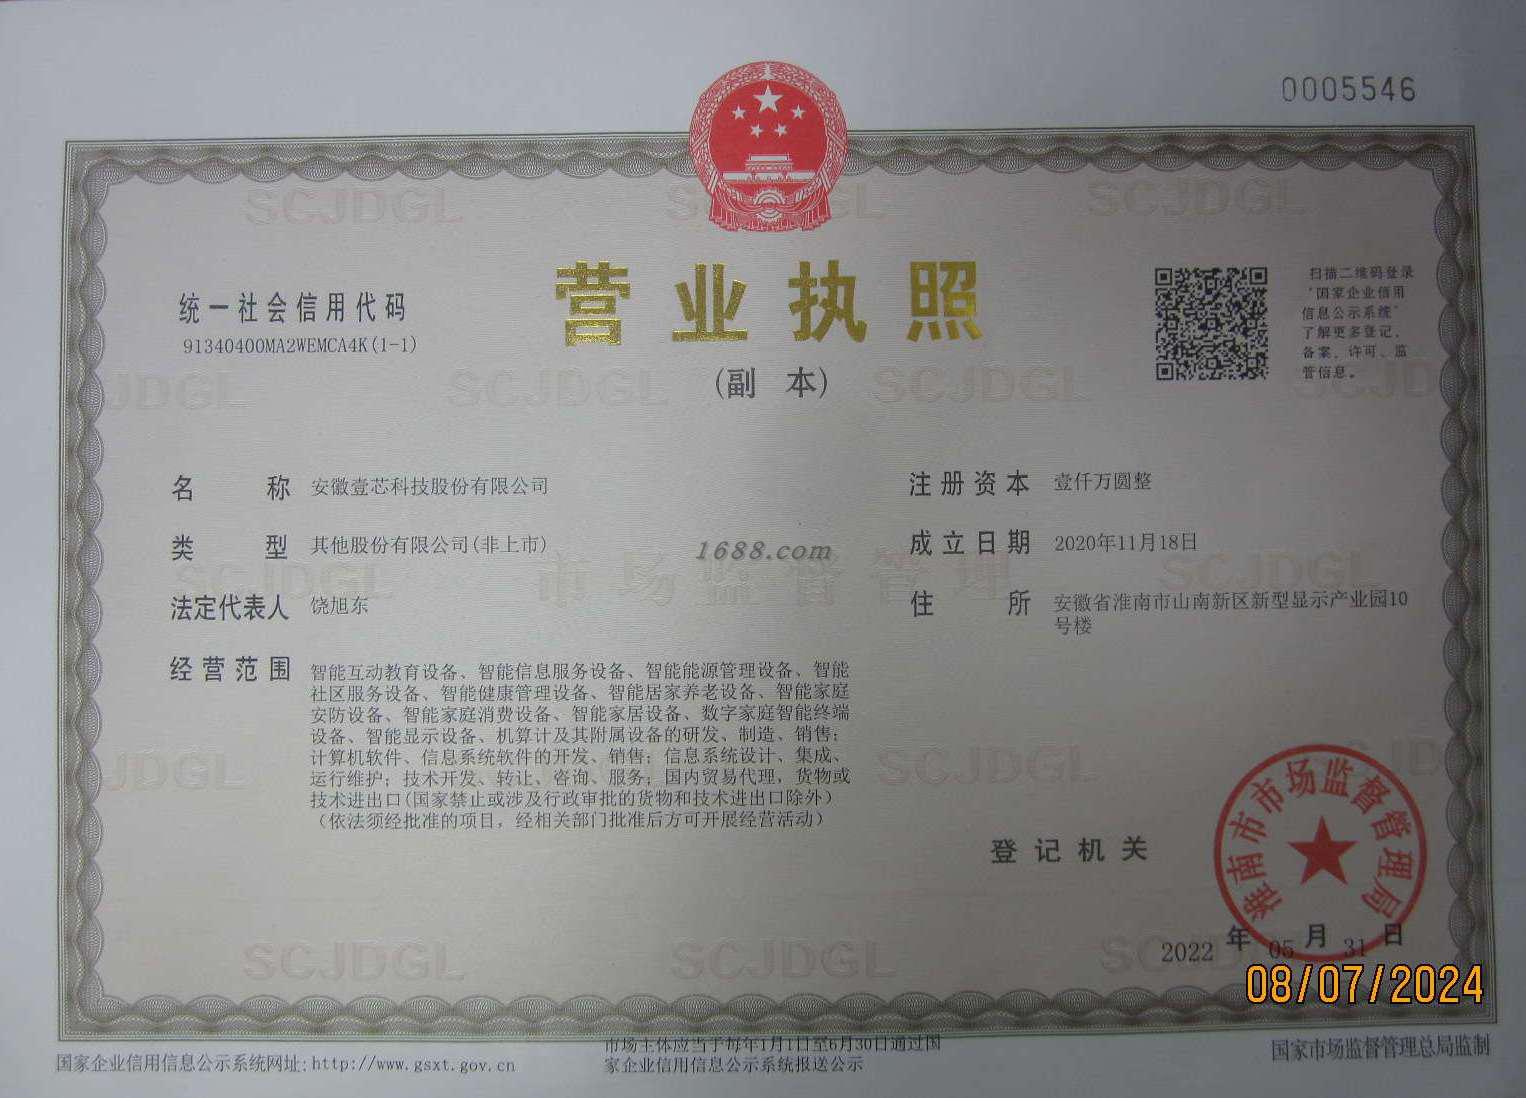 0005546
SCJDGL SCJDGL SCJDGL
营业执照
(副 本)
统一社会信用代码
91340400MA2WEMCA4K(1-1)
扫描二维码登录
“国家企业信用
信息公示系统”
了解更多登记、
备案、许可、监
管信息。
SCJDGL SCJDGL SCJDGL
名 称 安徽壹芯科技股份有限公司
类 型 其他股份有限公司(非上市)
法定代表人 饶旭东
经营范围 智能互动教育设备、智能信息服务设备、智能能源管理设备、智能
社区服务设备、智能健康管理设备、智能居家养老设备、智能家庭
安防设备、智能家庭消费设备、智能家居设备、数字家庭智能终端
设备、智能显示设备、机算计及其附属设备的研发、制造、销售;
计算机软件、信息系统软件的开发、销售;信息系统设计、集成、
运行维护;技术开发、转让、咨询、服务;国内贸易代理,货物或
技术进出口(国家禁止或涉及行政审批的货物和技术进出口除外)
(依法须经批准的项目,经相关部门批准后方可开展经营活动)
注册资本 壹仟万圆整
成立日期 2020年11月18日
住 所 安徽省淮南市山南新区新型显示产业园10
号楼
1688.com
市场监督管理
SCJDGL SCJDGL
SCJDGL SCJDGL
登记机关
淮南市市场监督管理局
2022 年 05 月 31 日
SCJDGL SCJDGL
08/07/2024
国家企业信用信息公示系统网址:http://www.gsxt.gov.cn
市场主体应当于每年1月1日至6月30日通过国
家企业信用信息公示系统报送公示
国家市场监督管理总局监制